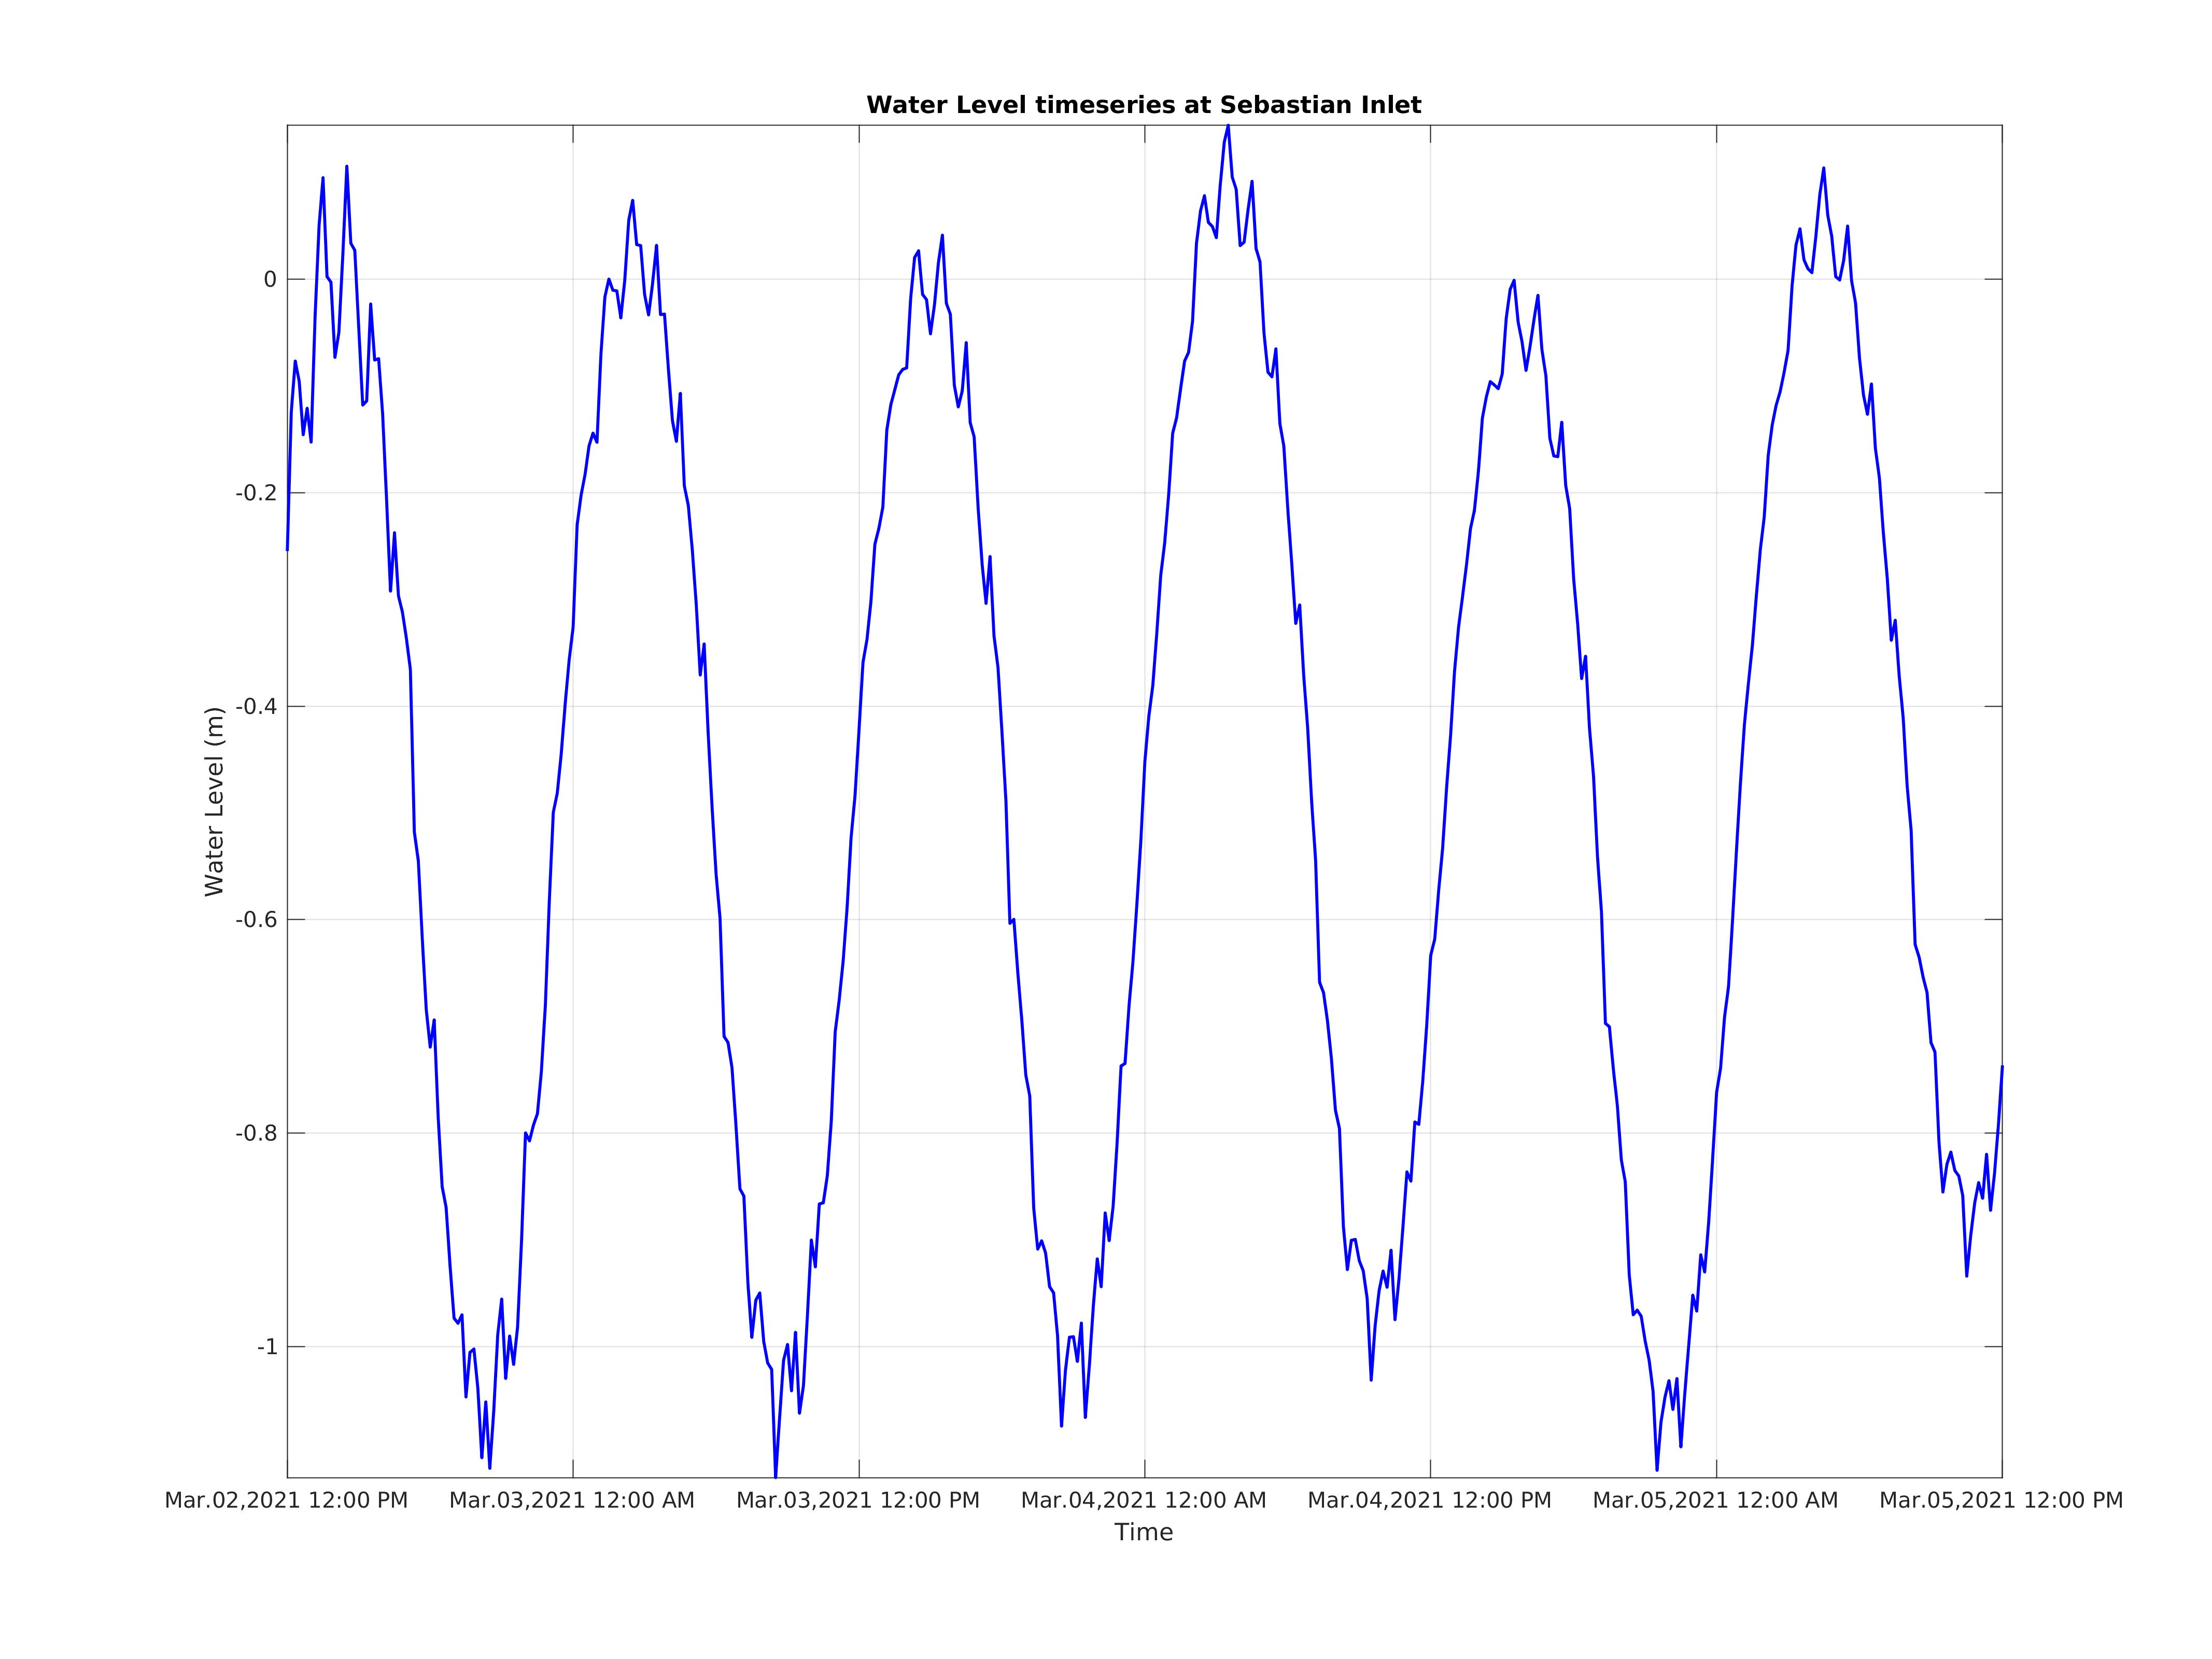 Water Level timeseries at Sebastian Inlet
0
-0.2
-0.4
-0.6
-0.8
-1
Water Level (m)
Mar.02,2021 12:00 PM
Mar.03,2021 12:00 AM
Mar.03,2021 12:00 PM
Mar.04,2021 12:00 AM
Mar.04,2021 12:00 PM
Mar.05,2021 12:00 AM
Mar.05,2021 12:00 PM
Time